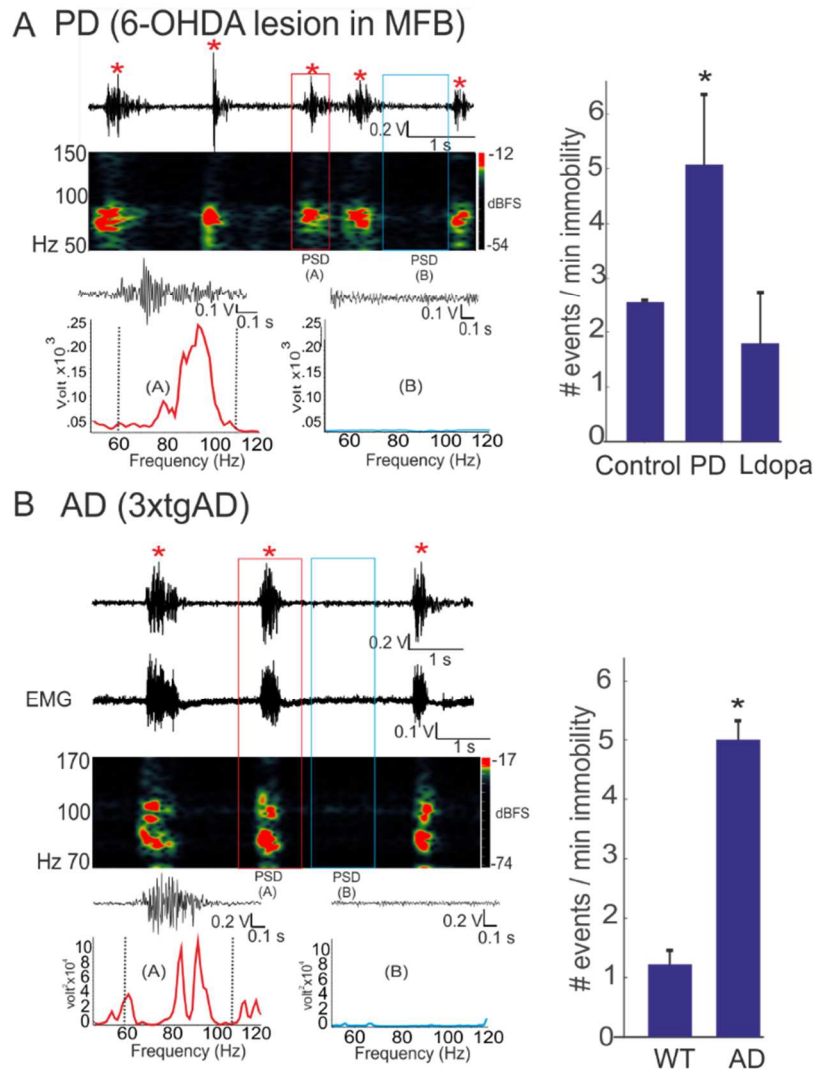 A PD (6-OHDA lesion in MFB)
* * * * *
0.2 V
1 s
150
100
Hz 50
-12
dBFS
-54
PSD
(A)
PSD
(B)
0.1 V
0.1 s
0.1 V
0.1 s
Volt x10³
.25
.20
.15
.10
.05
(A)
60 80 100 120
Frequency (Hz)
Volt x10³
.25
.20
.15
.10
.05
(B)
60 80 100 120
Frequency (Hz)
# events / min immobility
6
5
4
3
2
1
0
*
Control PD Ldopa
B AD (3xtgAD)
* * *
0.2 V
1 s
EMG
0.1 V
1 s
170
100
Hz 70
-17
dBFS
-74
PSD
(A)
PSD
(B)
0.2 V
0.1 s
0.2 V
0.1 s
volt²x10⁴
10
8
6
4
2
0
(A)
60 80 100 120
Frequency (Hz)
volt²x10⁴
10
8
6
4
2
0
(B)
60 80 100 120
Frequency (Hz)
# events / min immobility
6
5
4
3
2
1
0
*
WT AD